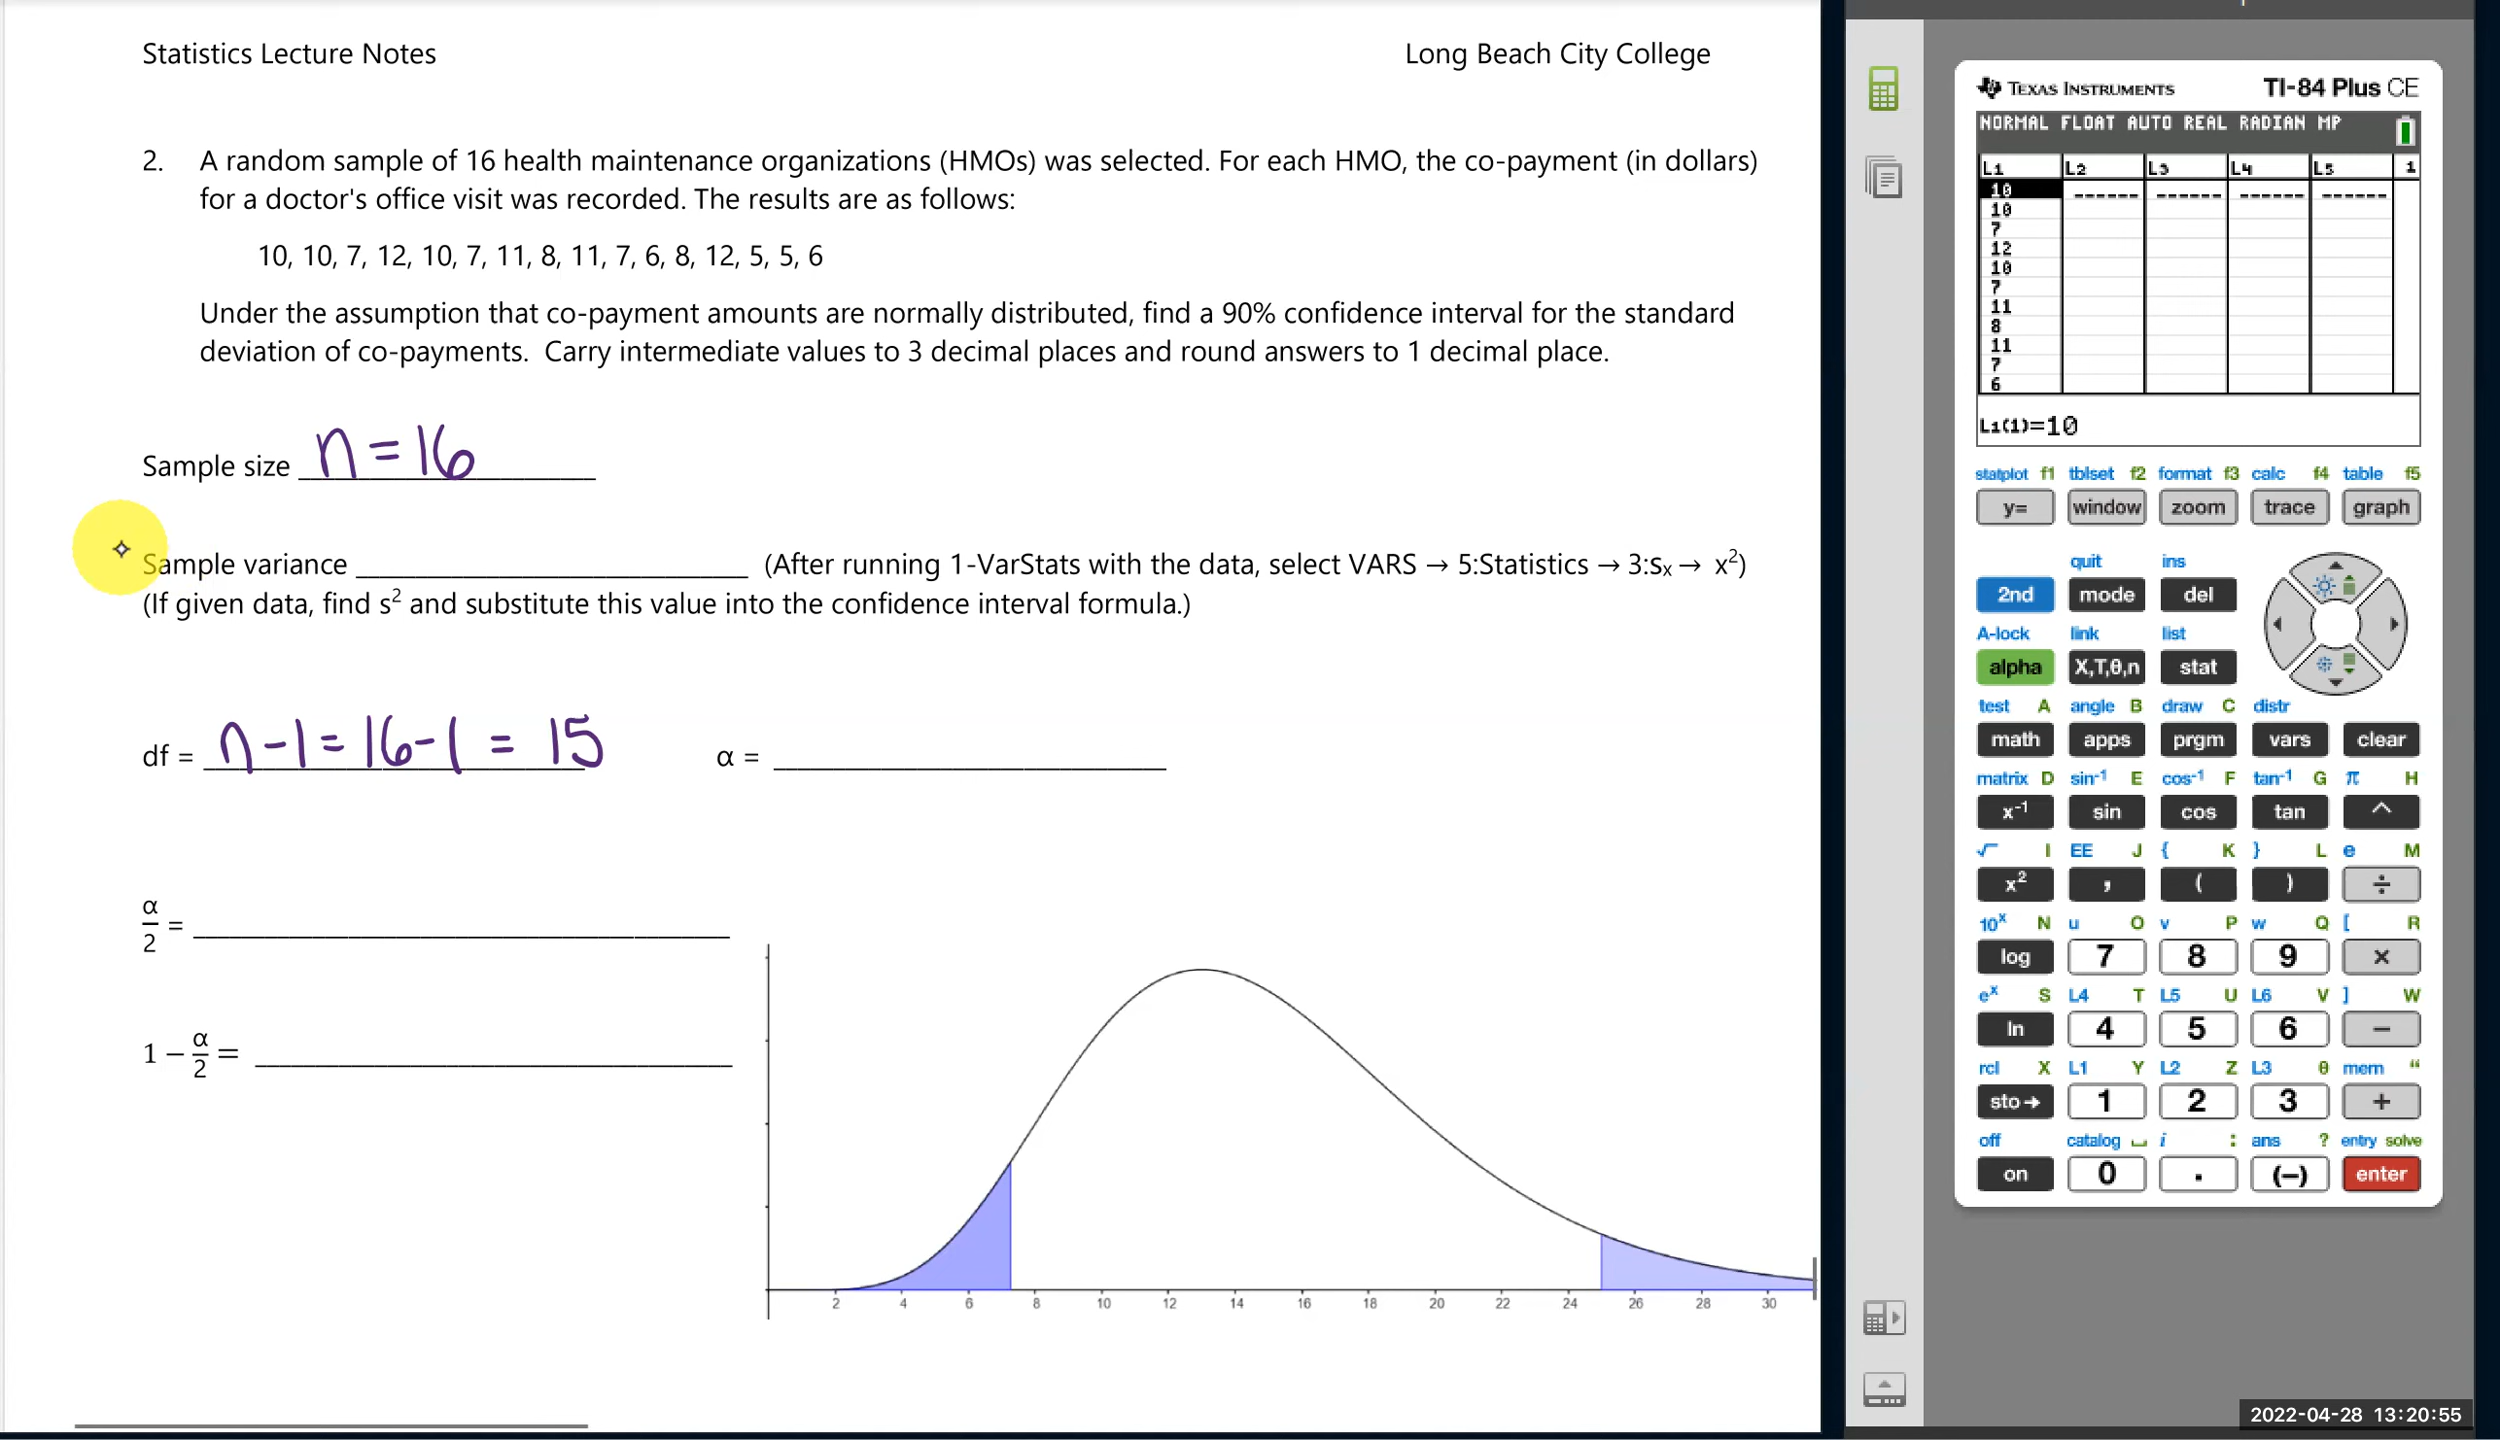 Statistics Lecture Notes
Long Beach City College
2. A random sample of 16 health maintenance organizations (HMOs) was selected. For each HMO, the co-payment (in dollars)
for a doctor's office visit was recorded. The results are as follows:
10, 10, 7, 12, 10, 7, 11, 8, 11, 7, 6, 8, 12, 5, 5, 6
Under the assumption that co-payment amounts are normally distributed, find a 90% confidence interval for the standard
deviation of co-payments. Carry intermediate values to 3 decimal places and round answers to 1 decimal place.
Sample size n = 16
Sample variance ____ (After running 1-VarStats with the data, select VARS → 5:Statistics → 3:sₓ → x²)
(If given data, find s² and substitute this value into the confidence interval formula.)
df = n - 1 = 16 - 1 = 15
α =
α/2 =
1 − α/2 =
2 4 6 8 10 12 14 16 18 20 22 24 26 28 30
TEXAS INSTRUMENTS TI-84 Plus CE
NORMAL FLOAT AUTO REAL RADIAN MP
L1 L2 L3 L4 L5 1
10 ------ ------ ------ ------
10
7
12
10
7
11
8
11
7
6
L1(1)=10
statplot f1 tblset f2 format f3 calc f4 table f5
y= window zoom trace graph
quit ins
2nd mode del
A-lock link list
alpha X,T,θ,n stat
test A angle B draw C distr
math apps prgm vars clear
matrix D sin⁻¹ E cos⁻¹ F tan⁻¹ G π H
x⁻¹ sin cos tan ^
√ I EE J { K } L e M
x² , ( ) ÷
10ˣ N u O v P w Q [ R
log 7 8 9 ×
eˣ S L4 T L5 U L6 V ] W
ln 4 5 6 −
rcl X L1 Y L2 Z L3 θ mem "
sto→ 1 2 3 +
off catalog ⎵ i : ans ? entry solve
on 0 . (−) enter
2022-04-28 13:20:55